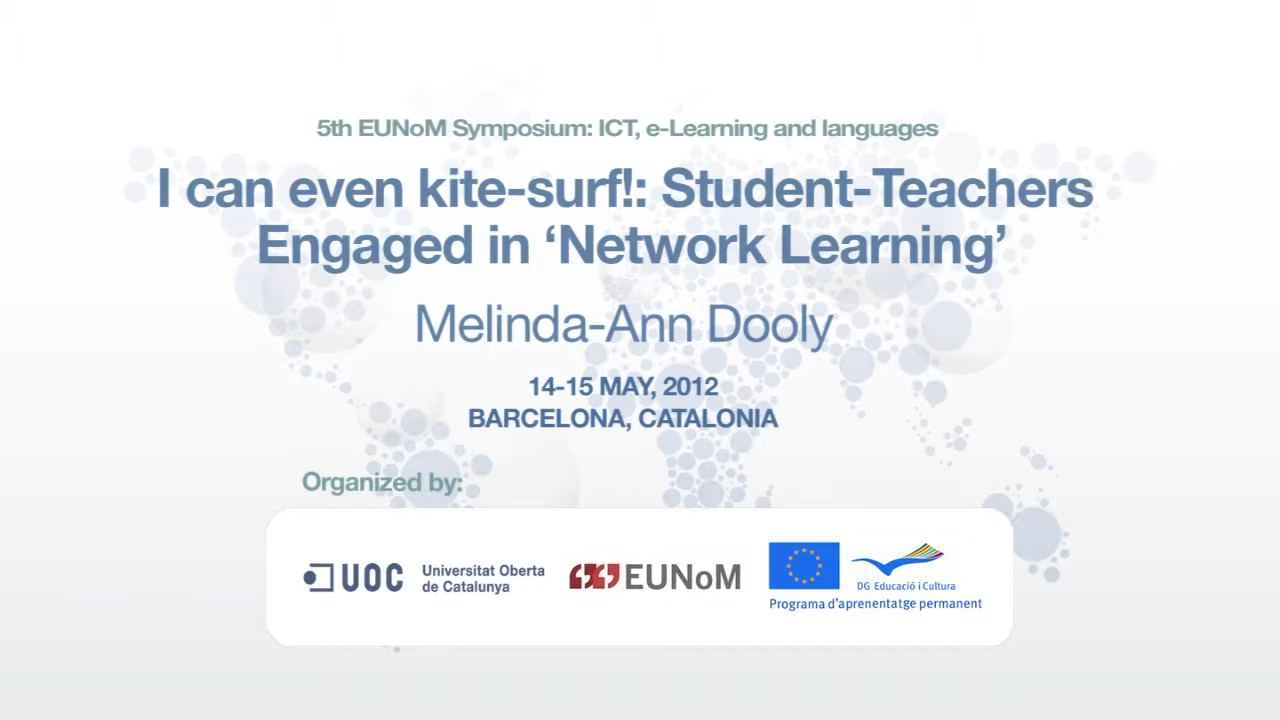 5th EUNoM Symposium: ICT, e-Learning and languages
I can even kite-surf!: Student-Teachers
Engaged in ‘Network Learning’
Melinda-Ann Dooly
14-15 MAY, 2012
BARCELONA, CATALONIA
Organized by:
UOC
Universitat Oberta
de Catalunya
EUNoM
DG Educació i Cultura
Programa d'aprenentatge permanent